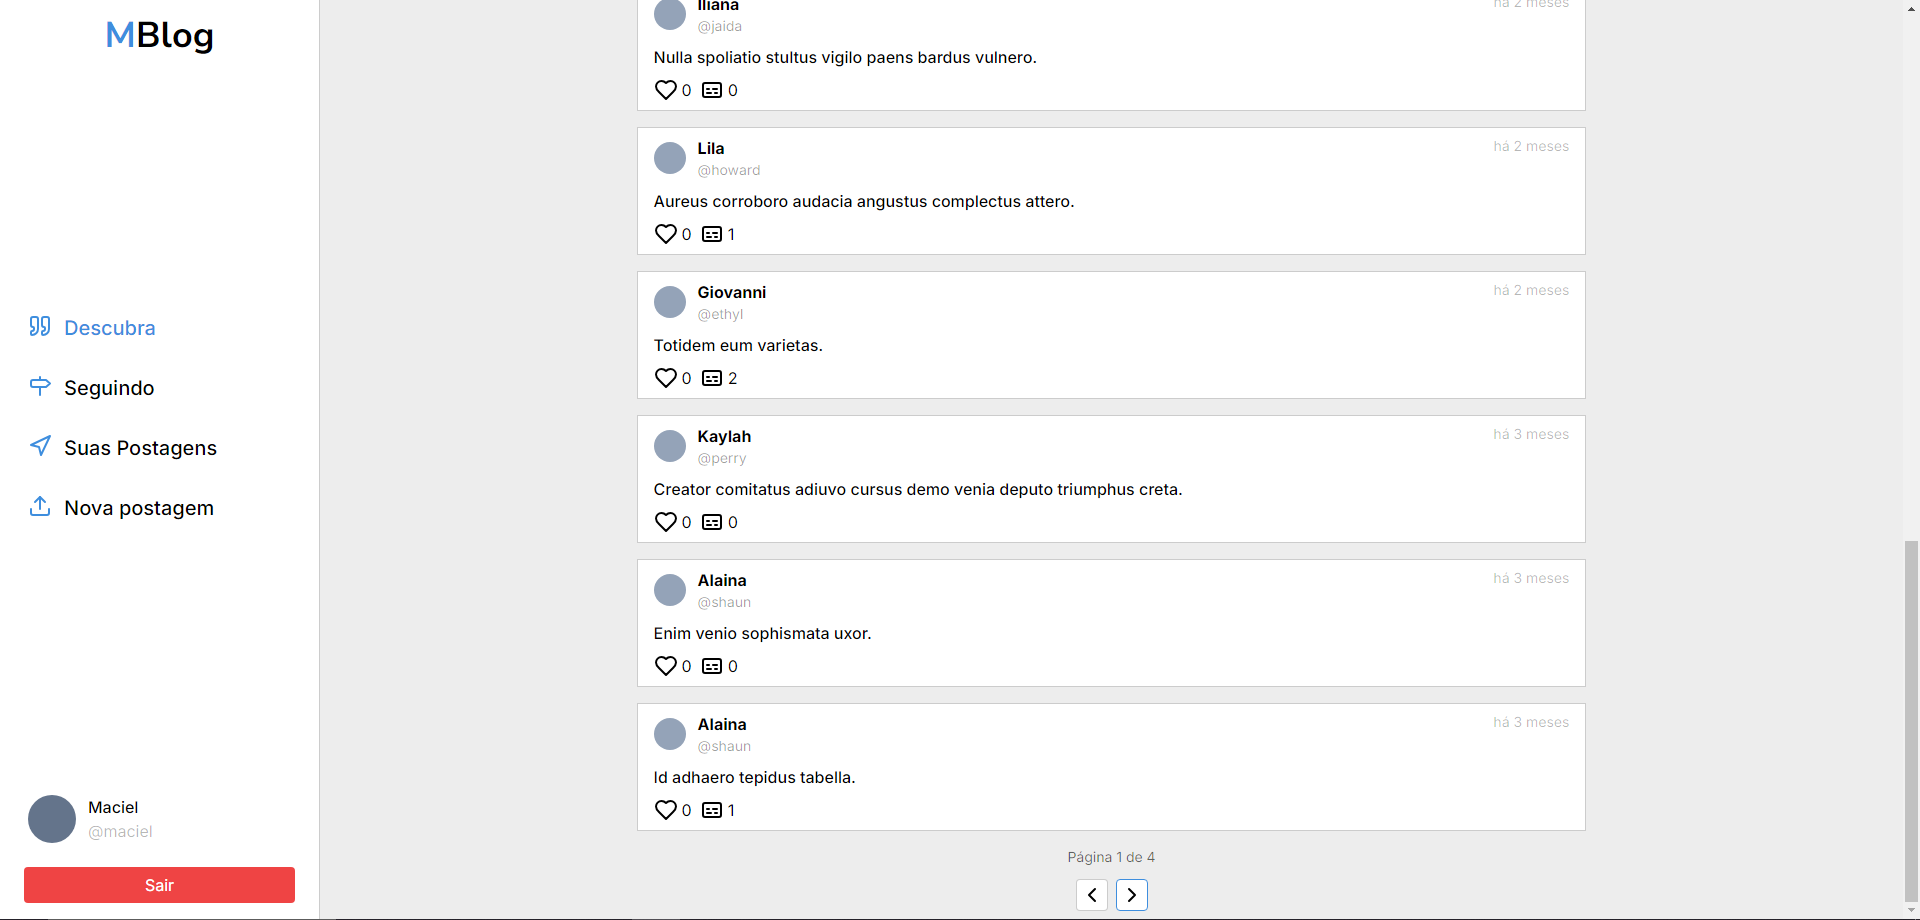 MBlog
Descubra
Seguindo
Suas Postagens
Nova postagem
Maciel
@maciel
Sair
Iliana
há 2 meses
@jaida
Nulla spoliatio stultus vigilo paens bardus vulnero.
0 0
Lila
há 2 meses
@howard
Aureus corroboro audacia angustus complectus attero.
0 1
Giovanni
há 2 meses
@ethyl
Totidem eum varietas.
0 2
Kaylah
há 3 meses
@perry
Creator comitatus adiuvo cursus demo venia deputo triumphus creta.
0 0
Alaina
há 3 meses
@shaun
Enim venio sophismata uxor.
0 0
Alaina
há 3 meses
@shaun
Id adhaero tepidus tabella.
0 1
Página 1 de 4